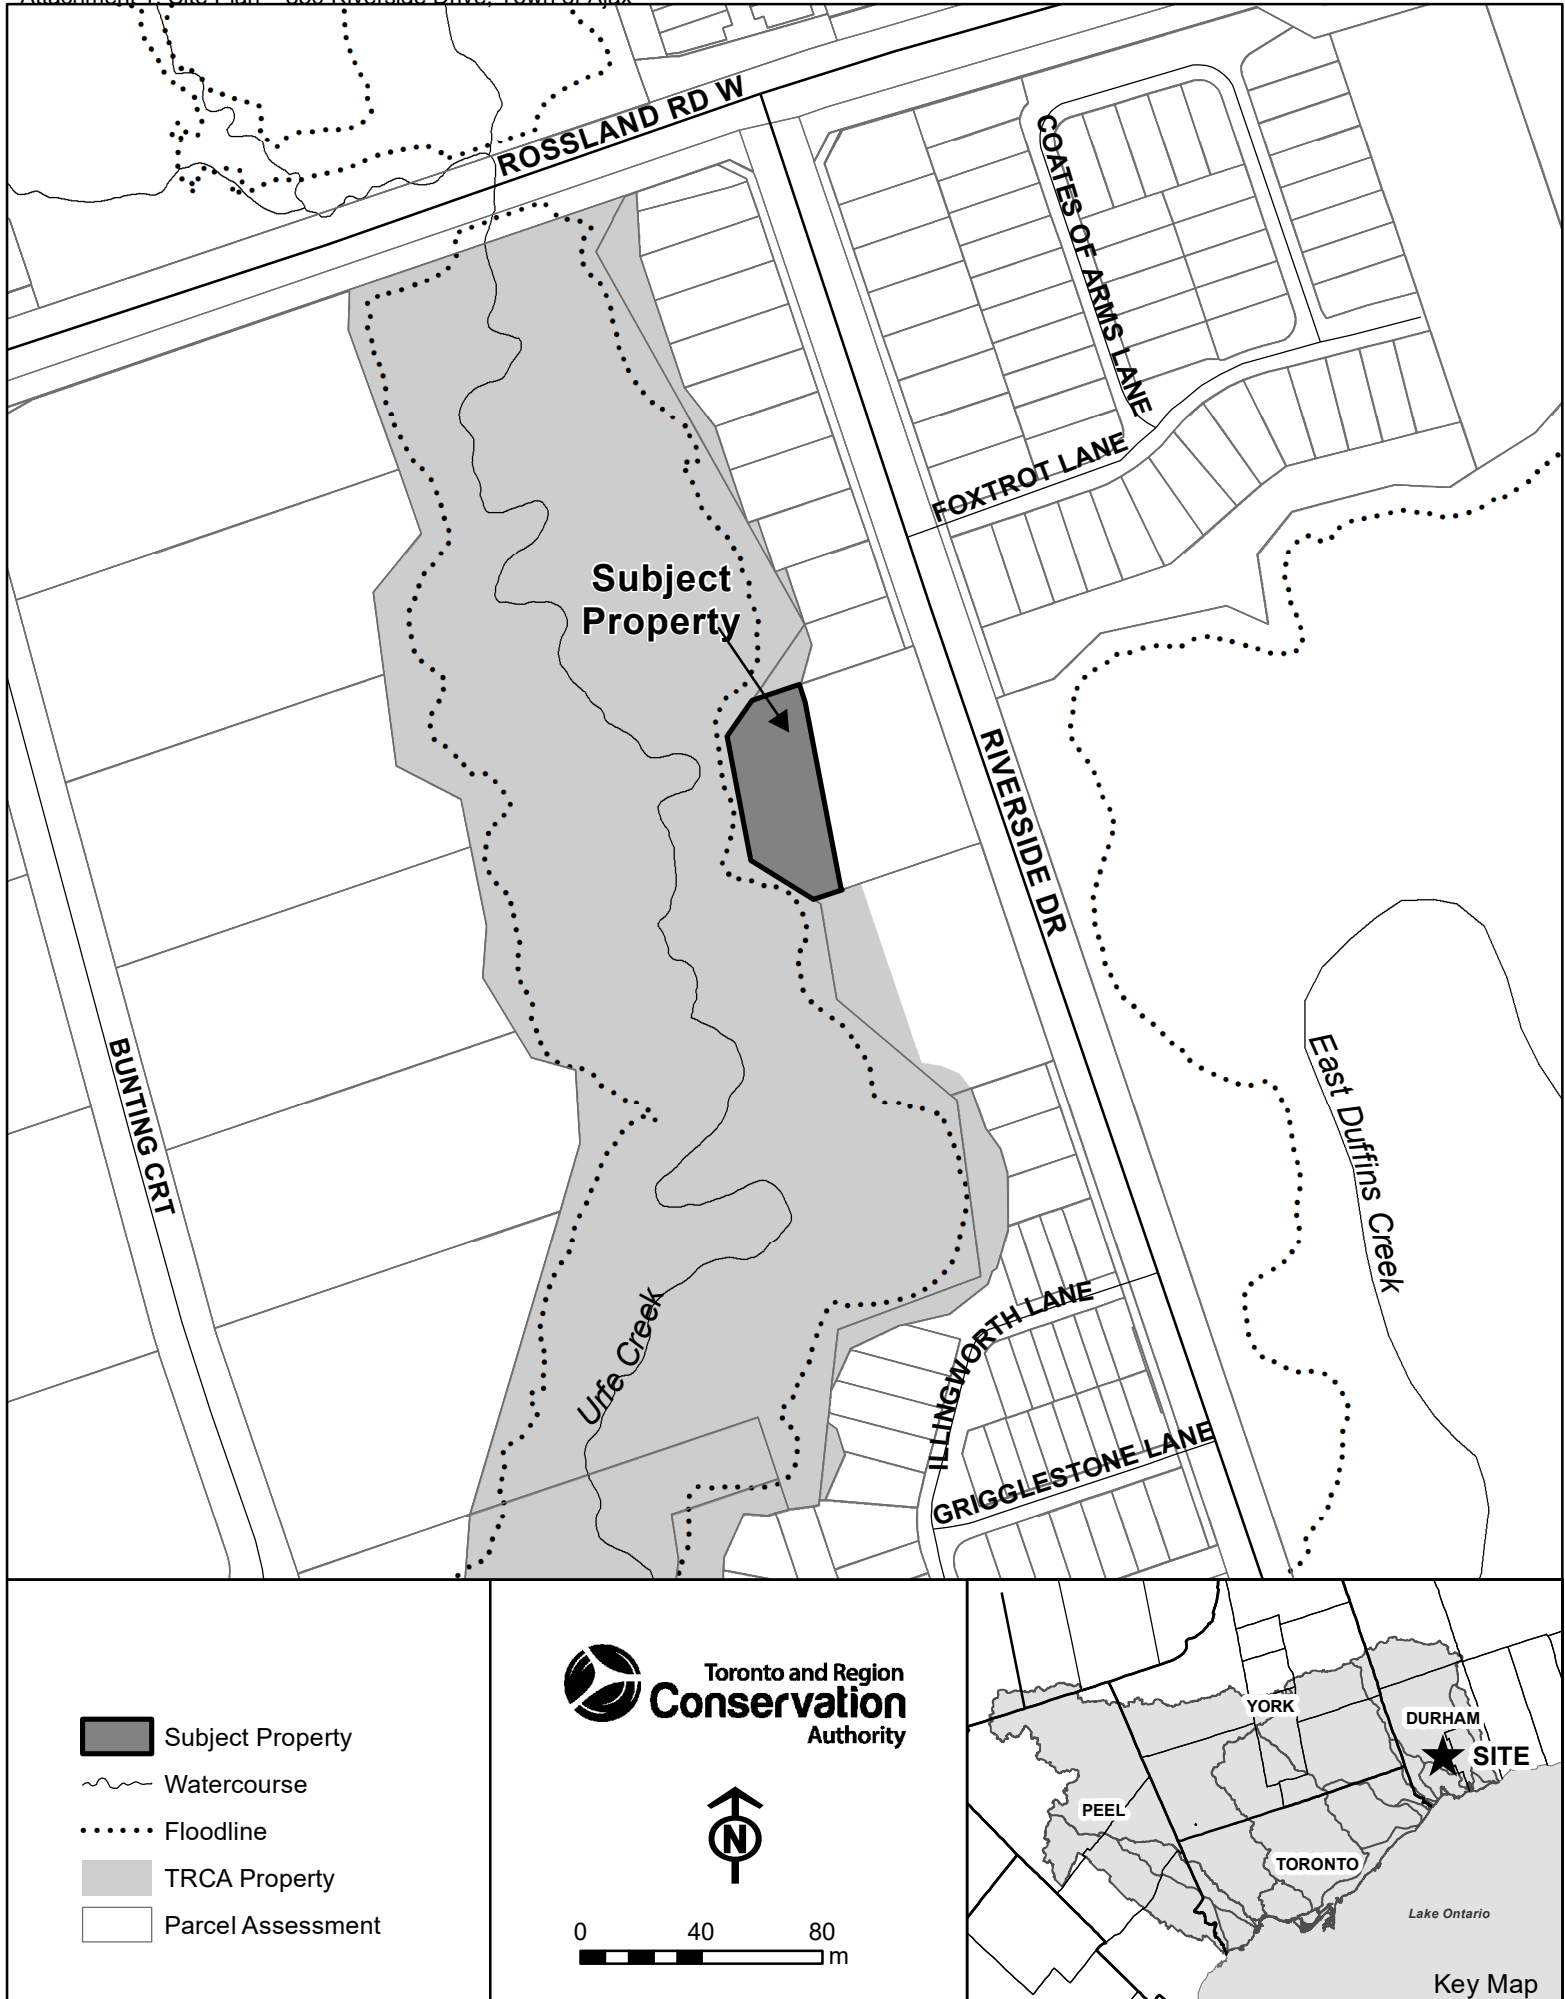 ROSSLAND RD W
COATES OF ARMS LANE
FOXTROT LANE
Subject
Property
RIVERSIDE DR
East Duffins Creek
BUNTING CRT
Urfe Creek
ILLINGWORTH LANE
GRIGGLESTONE LANE
Subject Property
Watercourse
Floodline
TRCA Property
Parcel Assessment
Toronto and Region
Conservation
Authority
N
0 40 80
m
YORK
DURHAM
SITE
PEEL
TORONTO
Lake Ontario
Key Map